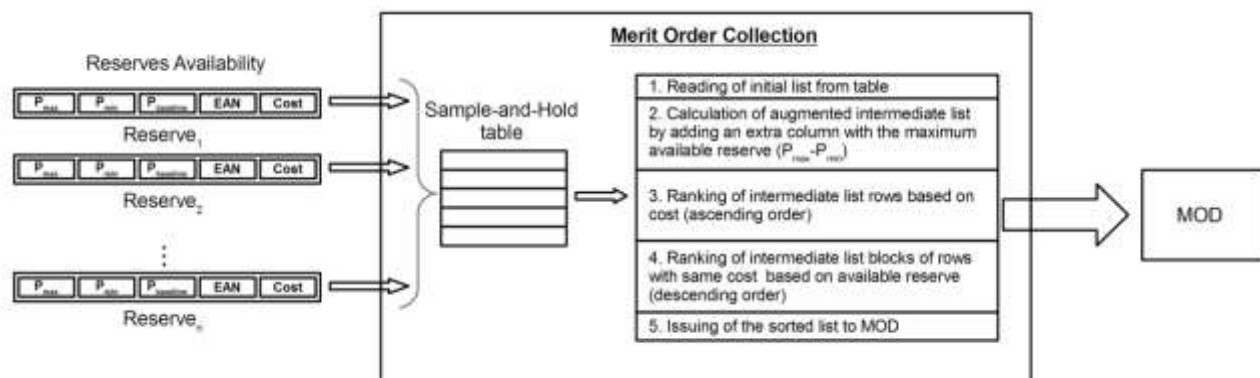 Merit Order Collection
Reserves Availability
P_max P_min P_baseline EAN Cost
Reserve_1
P_max P_min P_baseline EAN Cost
Reserve_2
⋮
P_max P_min P_baseline EAN Cost
Reserve_n
Sample-and-Hold
table
1. Reading of initial list from table
2. Calculation of augmented intermediate list
by adding an extra column with the maximum
available reserve (P_max-P_min)
3. Ranking of intermediate list rows based on
cost (ascending order)
4. Ranking of intermediate list blocks of rows
with same cost based on available reserve
(descending order)
5. Issuing of the sorted list to MOD
MOD